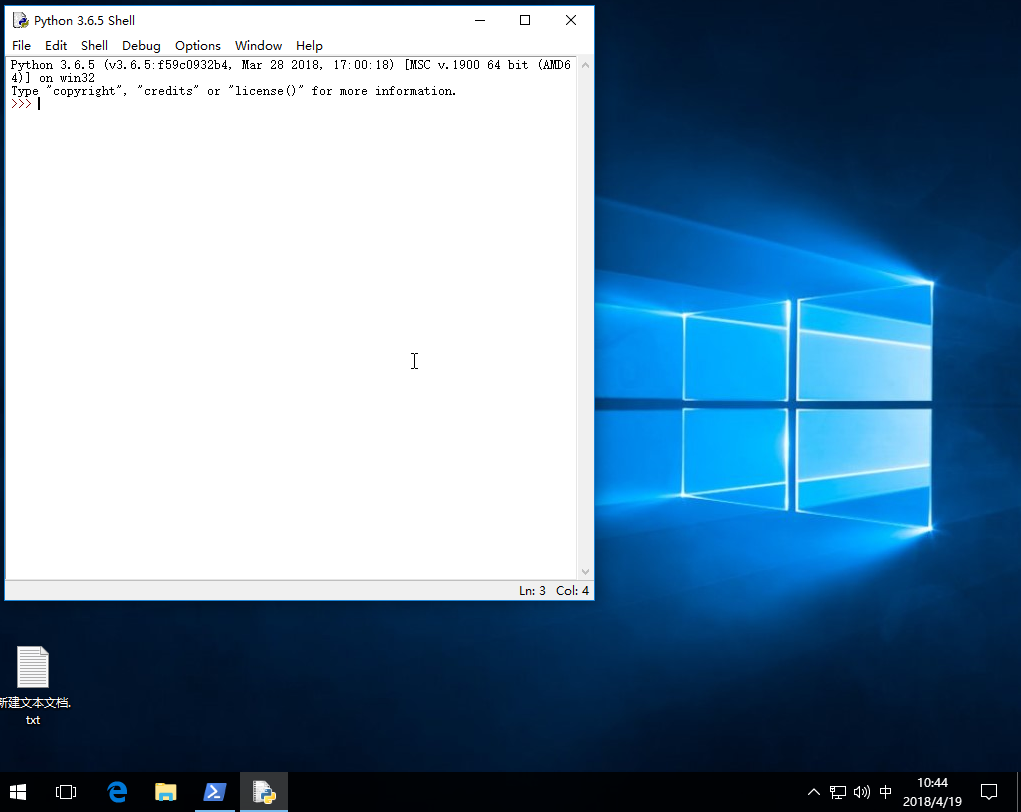 Python 3.6.5 Shell
File Edit Shell Debug Options Window Help
Python 3.6.5 (v3.6.5:f59c0932b4, Mar 28 2018, 17:00:18) [MSC v.1900 64 bit (AMD6
4)] on win32
Type "copyright", "credits" or "license()" for more information.
>>>
Ln: 3 Col: 4
新建文本文档.
txt
中
10:44
2018/4/19